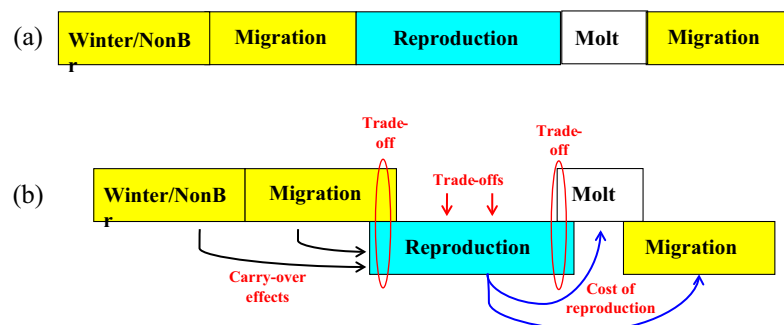 (a)
Winter/NonB
r
Migration
Reproduction
Molt
Migration
Trade-
off
Trade-
off
(b)
Winter/NonB
r
Migration
Trade-offs
Molt
Reproduction
Migration
Carry-over
effects
Cost of
reproduction